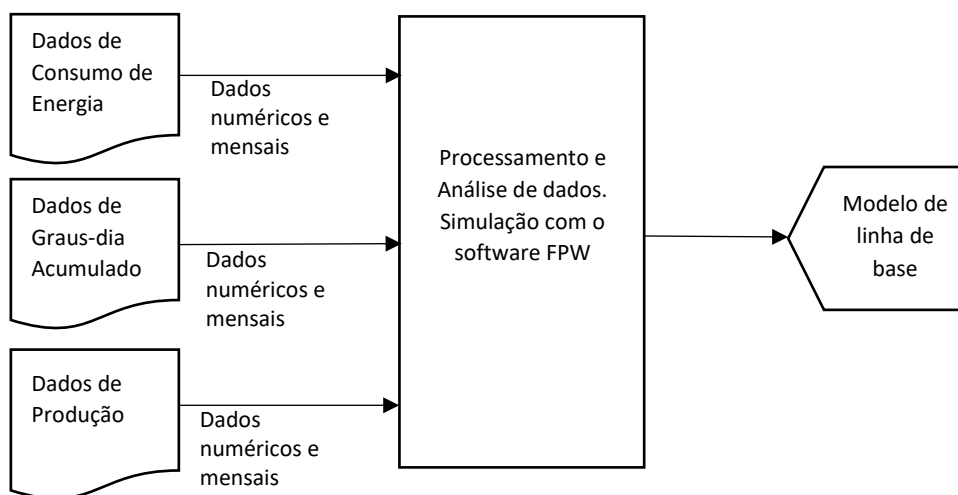 Dados de
Consumo de
Energia
Dados
numéricos e
mensais
Dados de
Graus-dia
Acumulado
Dados
numéricos e
mensais
Dados de
Produção
Dados
numéricos e
mensais
Processamento e
Análise de dados.
Simulação com o
software FPW
Modelo de
linha de
base